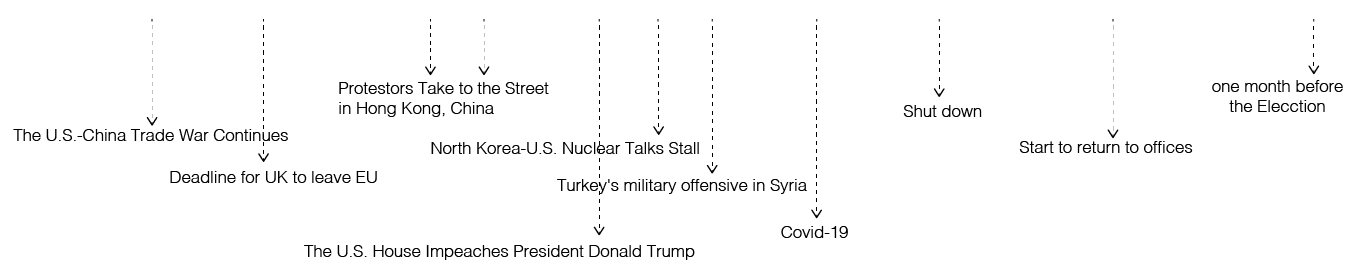 Protestors Take to the Street
in Hong Kong, China
one month before
the Elecction
Shut down
The U.S.-China Trade War Continues
North Korea-U.S. Nuclear Talks Stall
Start to return to offices
Deadline for UK to leave EU
Turkey's military offensive in Syria
Covid-19
The U.S. House Impeaches President Donald Trump